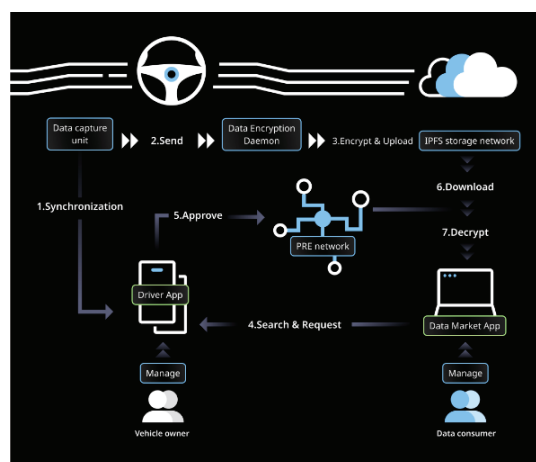 Data capture
unit
2.Send
Data Encryption
Daemon
3.Encrypt & Upload
IPFS storage network
6.Download
1.Synchronization
5.Approve
7.Decrypt
PRE network
Driver App
4.Search & Request
Data Market App
Manage
Manage
Vehicle owner
Data consumer